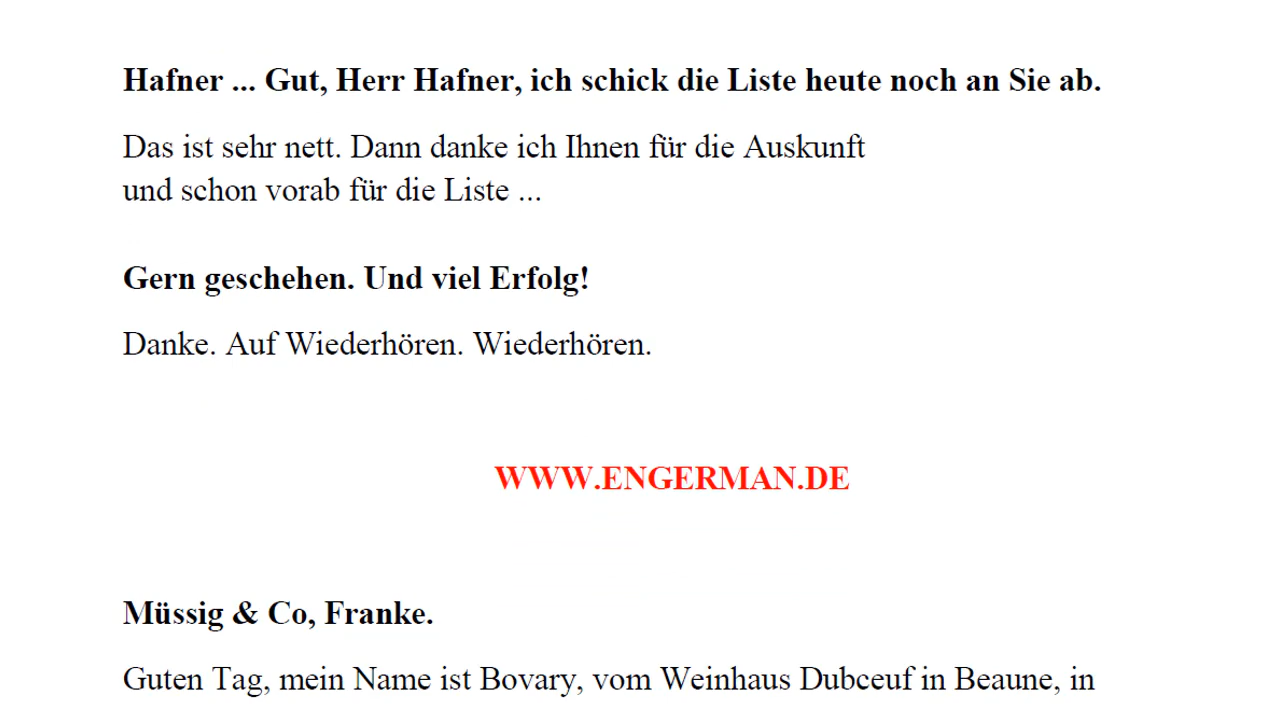 Hafner ... Gut, Herr Hafner, ich schick die Liste heute noch an Sie ab.
Das ist sehr nett. Dann danke ich Ihnen für die Auskunft
und schon vorab für die Liste ...
Gern geschehen. Und viel Erfolg!
Danke. Auf Wiederhören. Wiederhören.
WWW.ENGERMAN.DE
Müssig & Co, Franke.
Guten Tag, mein Name ist Bovary, vom Weinhaus Dubceuf in Beaune, in